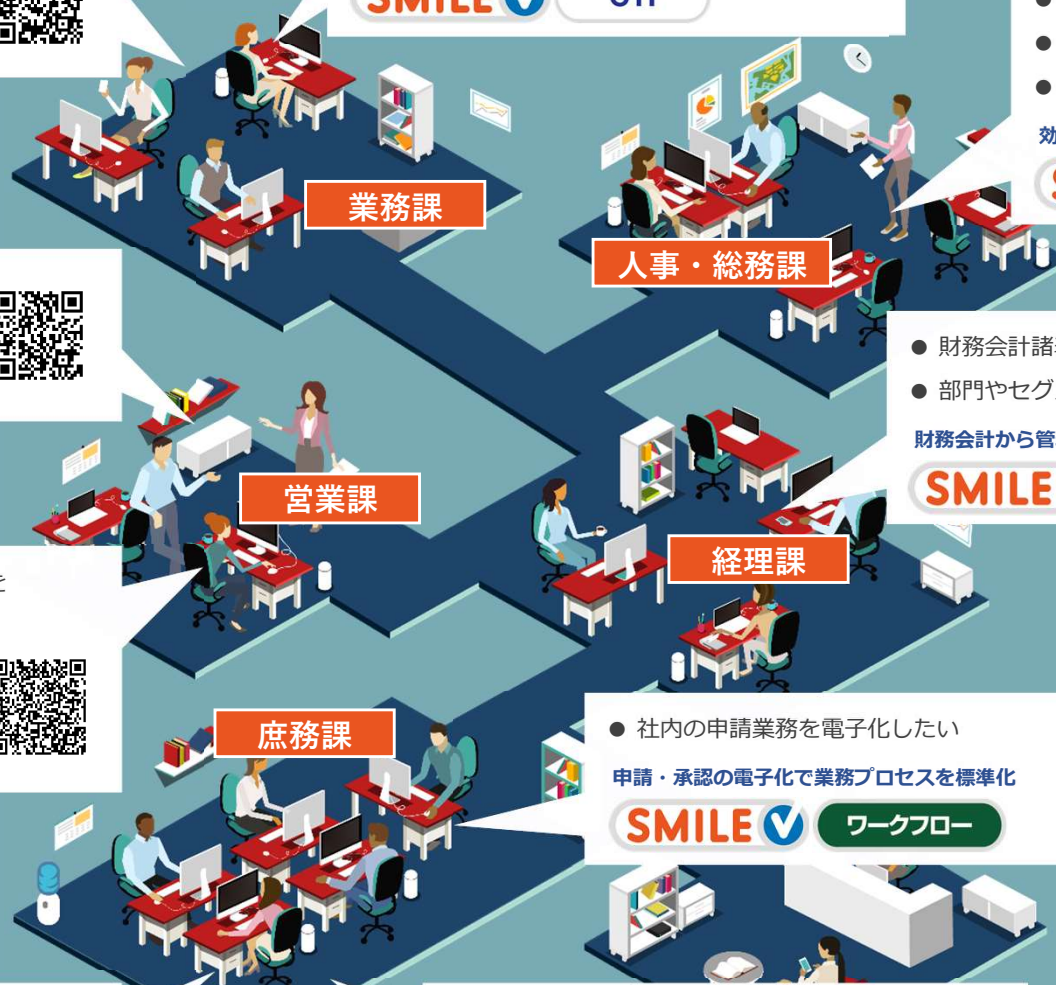 SMILE V
業務課
人事・総務課
● 財務会計諸
● 部門やセグ
財務会計から管
SMILE
営業課
経理課
を
庶務課
● 社内の申請業務を電子化したい
申請・承認の電子化で業務プロセスを標準化
SMILE V ワークフロー